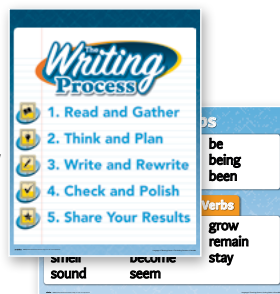 The
Writing
Process
1. Read and Gather
2. Think and Plan
3. Write and Rewrite
4. Check and Polish
5. Share Your Results
be
being
been
Verbs
grow
remain
stay
smell become
sound seem